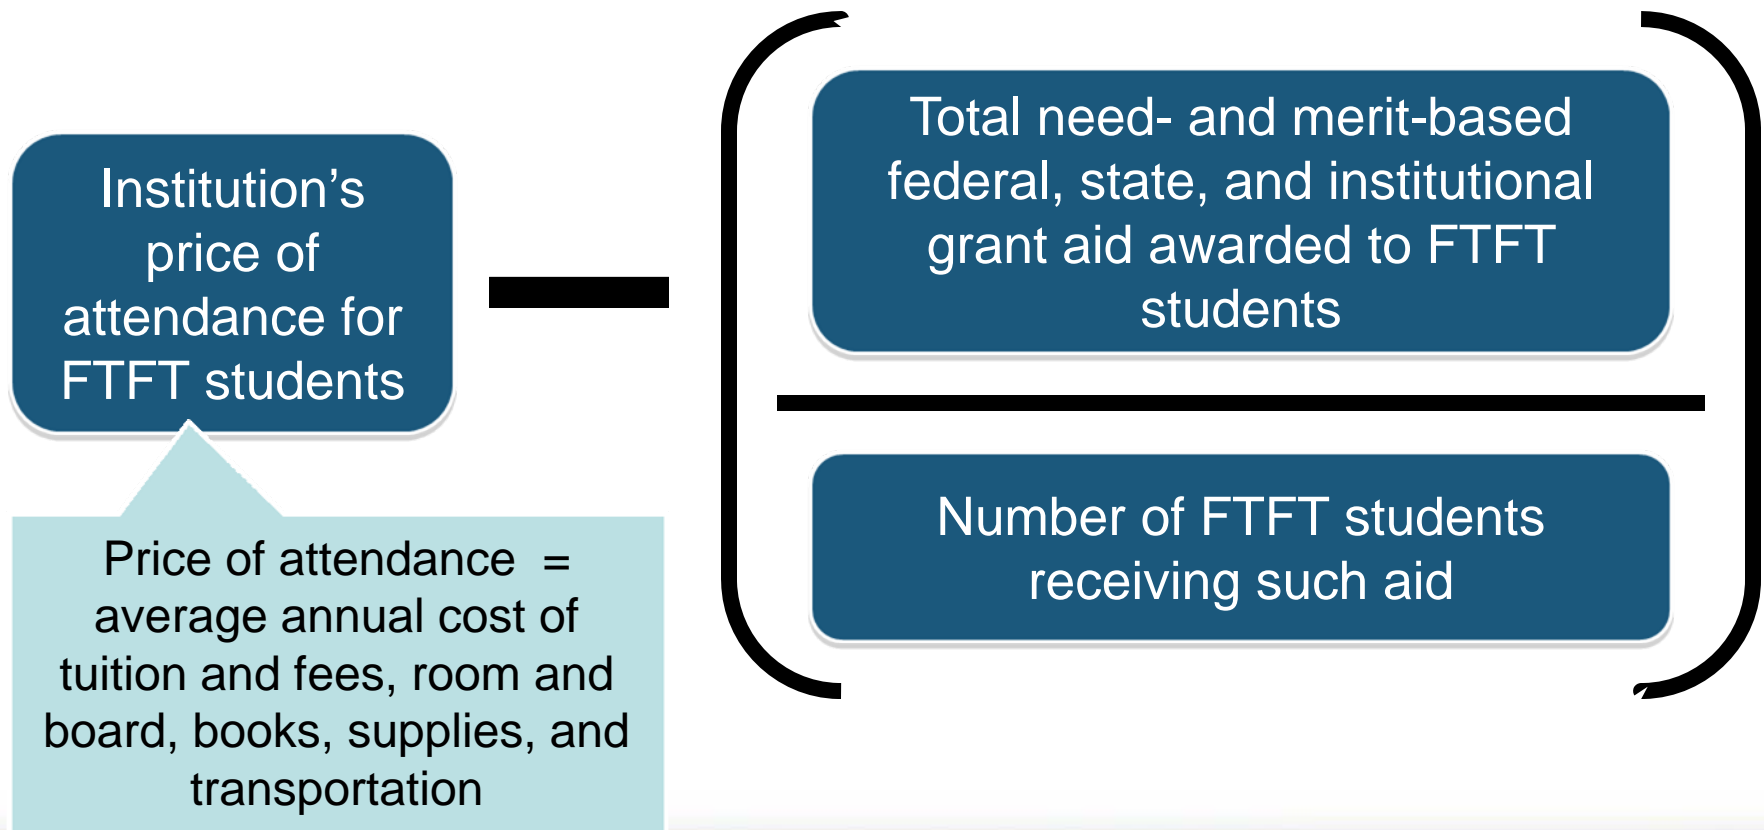 Institution’s
price of
attendance for
FTFT students
Total need- and merit-based
federal, state, and institutional
grant aid awarded to FTFT
students
Number of FTFT students
receiving such aid
Price of attendance  =
average annual cost of
tuition and fees, room and
board, books, supplies, and
transportation